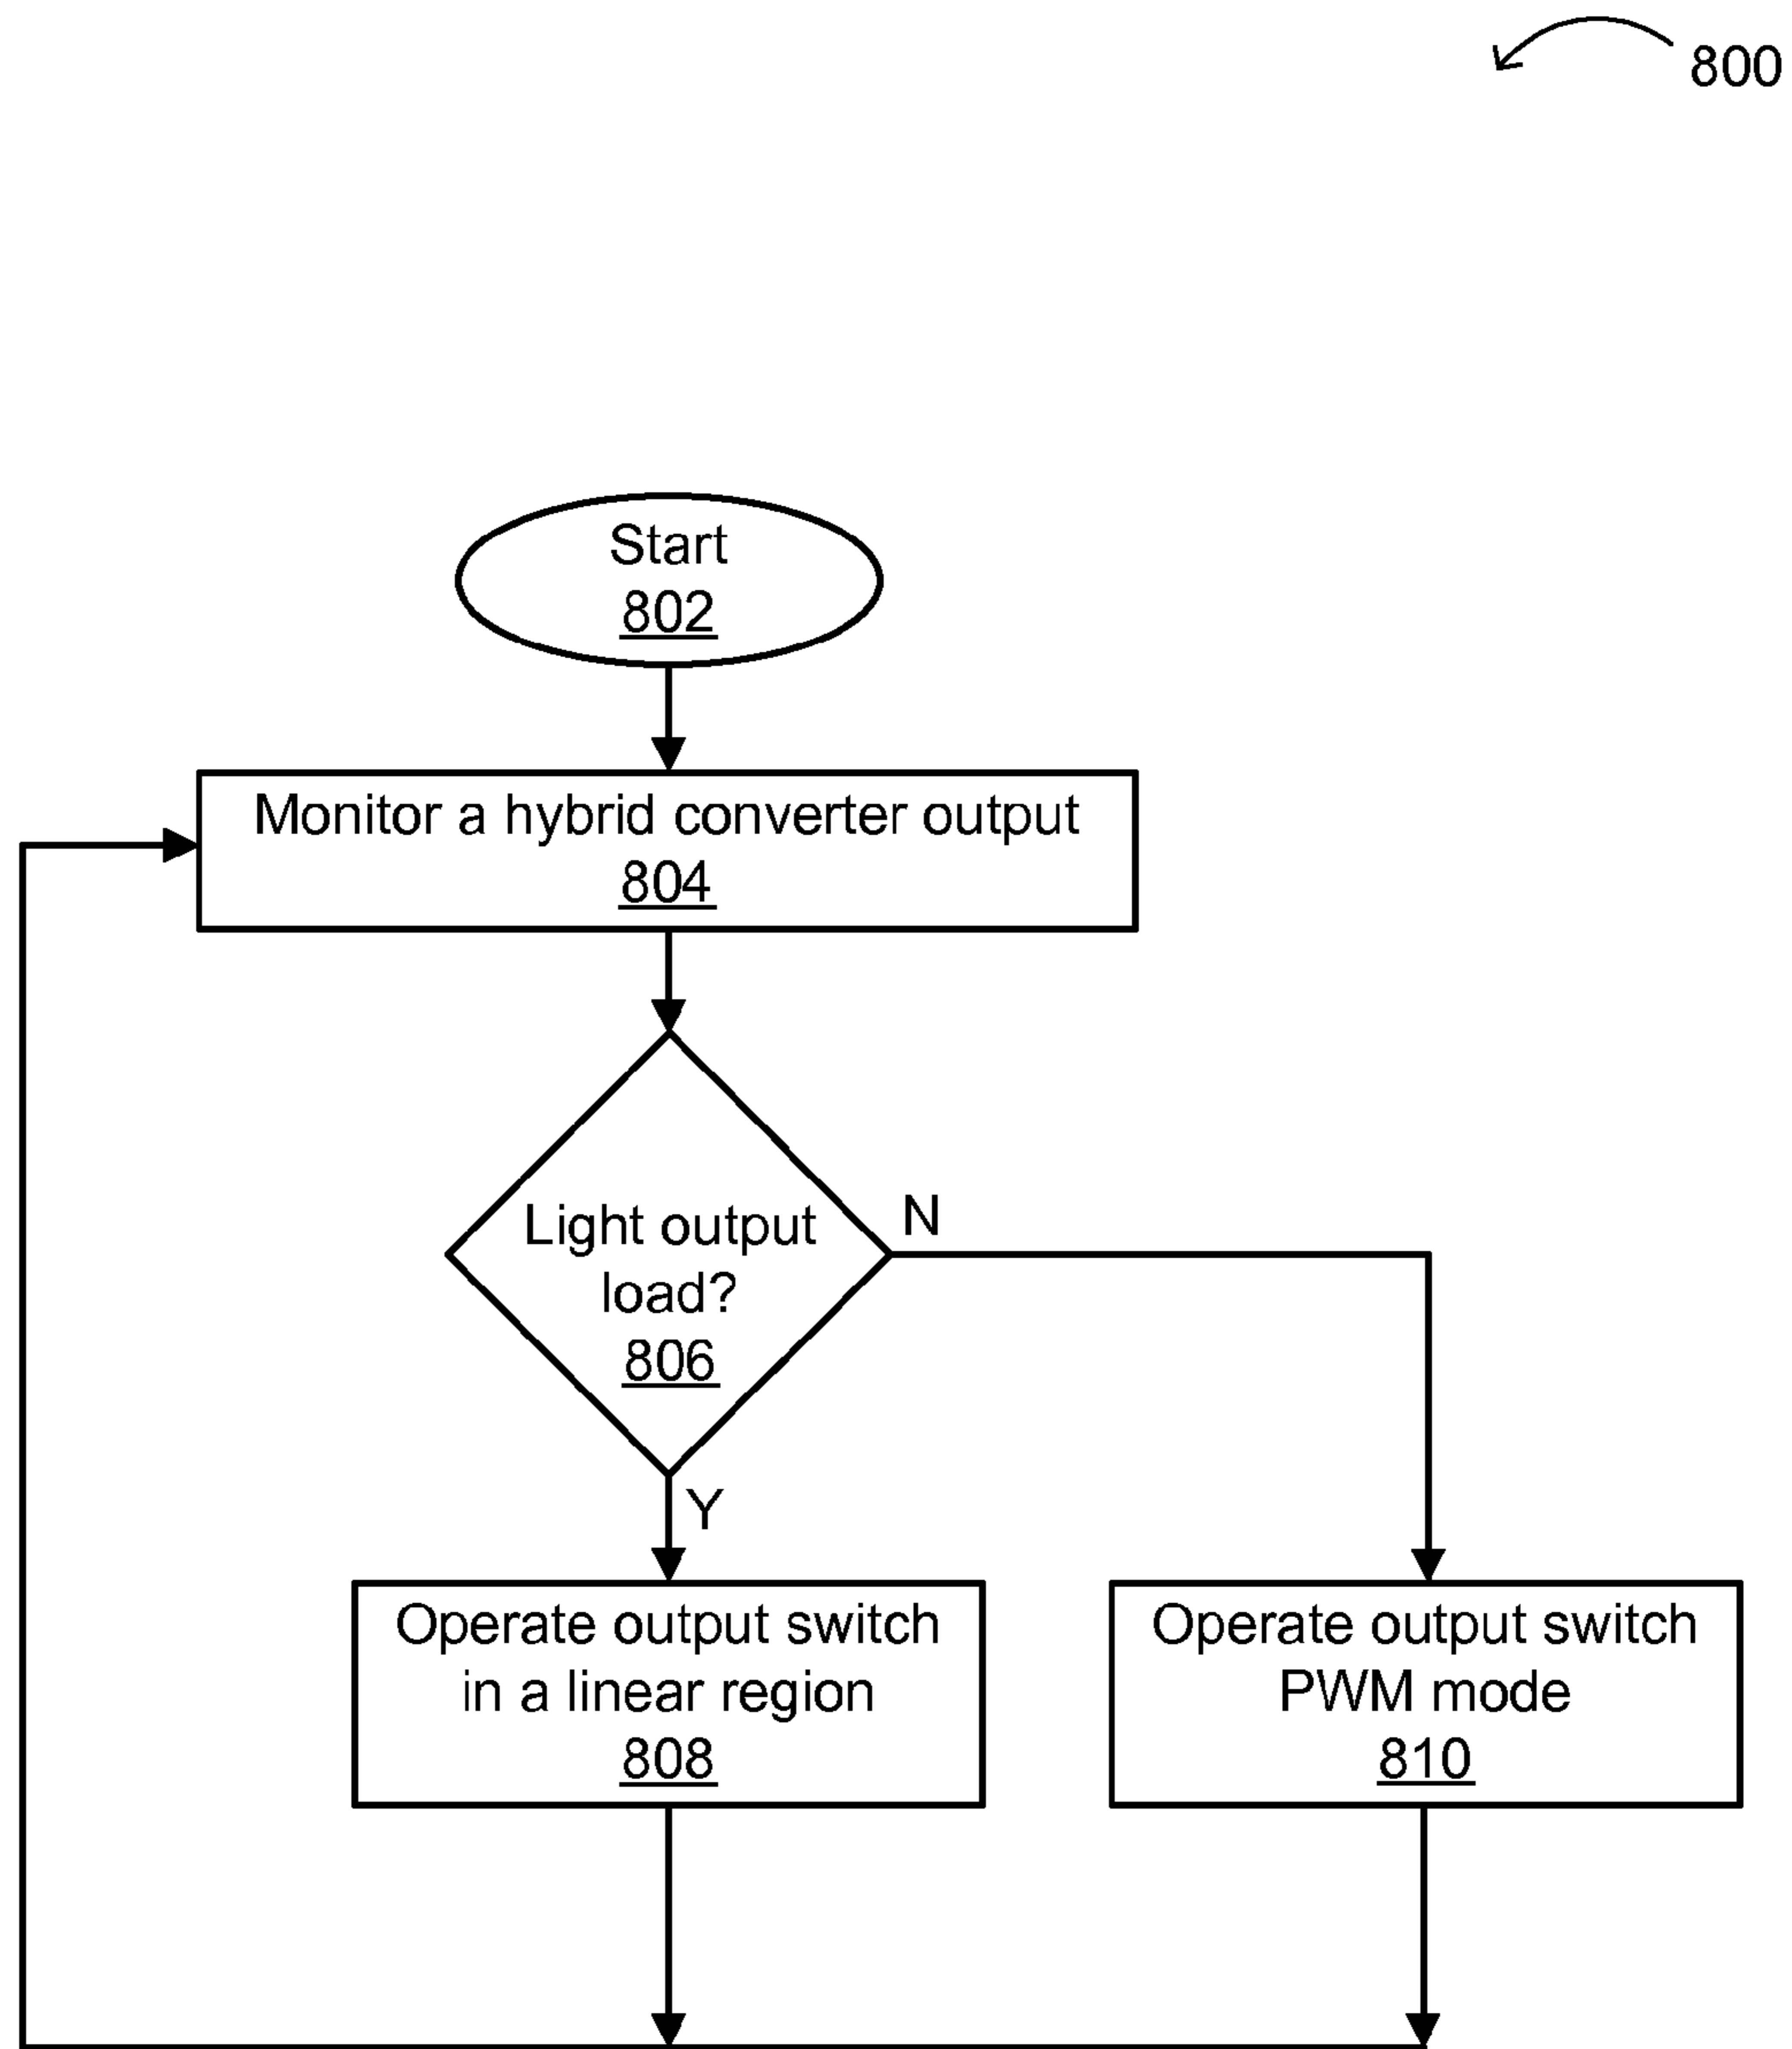 800
Start
802
Monitor a hybrid converter output
804
Light output
load?
806
N
Y
Operate output switch
in a linear region
808
Operate output switch
PWM mode
810